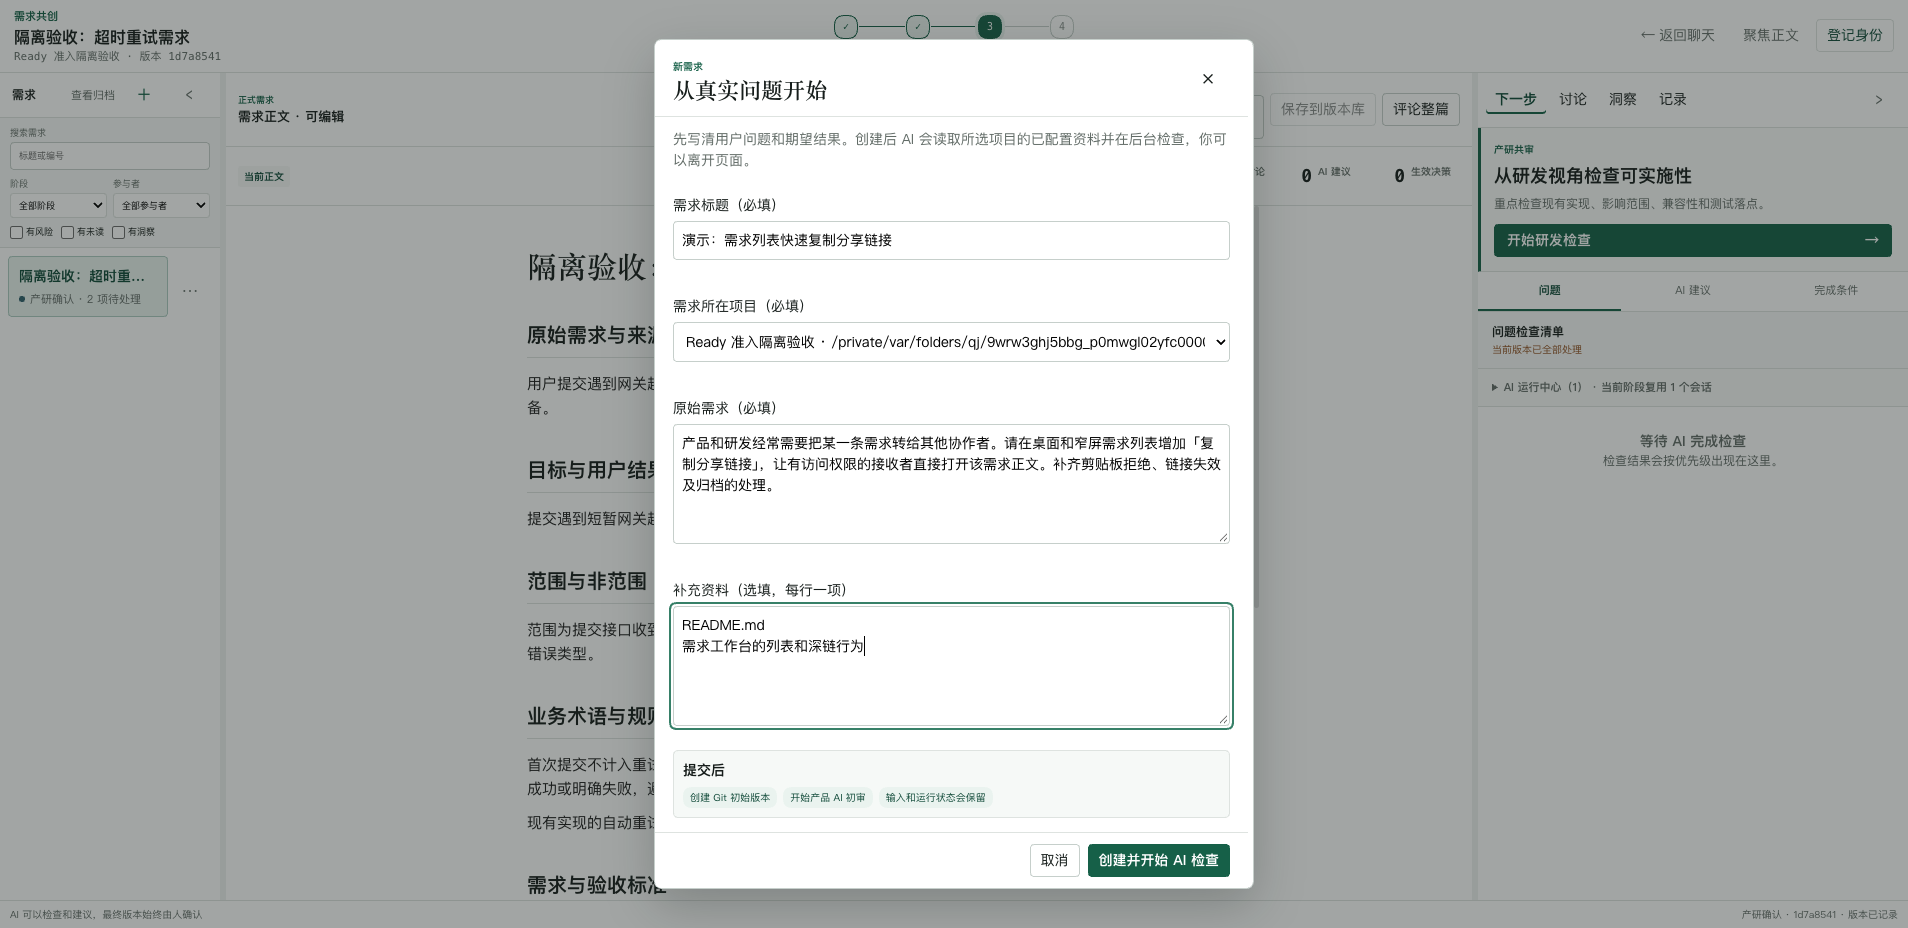 需求共创
隔离验收：超时重试需求
Ready 准入隔离验收 · 版本 1d7a8541
✓
✓
3
4
← 返回聊天
聚焦正文
登记身份
需求
查看归档
+
搜索需求
标题或编号
阶段
参与者
全部阶段
全部参与者
有风险
有未读
有洞察
隔离验收：超时重...
产研确认 · 2 项待处理
...
正式需求
需求正文 · 可编辑
保存到版本库
评论整篇
当前正文
论
0 AI 建议
0 生效决策
隔离验收：
原始需求与来源
用户提交遇到网关超
备。
目标与用户结果
提交遇到短暂网关超
范围与非范围
范围为提交接口收到
错误类型。
业务术语与规则
首次提交不计入重试
成功或明确失败，
现有实现的自动重试
需求与验收标准
新需求
从真实问题开始
先写清用户问题和期望结果。创建后 AI 会读取所选项目的已配置资料并在后台检查，你可
以离开页面。
需求标题（必填）
演示：需求列表快速复制分享链接
需求所在项目（必填）
Ready 准入隔离验收 · /private/var/folders/qj/9wrw3ghj5bbg_p0mwgl02yfc000
原始需求（必填）
产品和研发经常需要把某一条需求转给其他协作者。请在桌面和窄屏需求列表增加「复
制分享链接」，让有访问权限的接收者直接打开该需求正文。补齐剪贴板拒绝、链接失效
及归档的处理。
补充资料（选填，每行一项）
README.md
需求工作台的列表和深链行为
提交后
创建 Git 初始版本
开始产品 AI 初审
输入和运行状态会保留
取消
创建并开始 AI 检查
下一步
讨论
洞察
记录
产研共审
从研发视角检查可实施性
重点检查现有实现、影响范围、兼容性和测试落点。
开始研发检查 →
问题
AI 建议
完成条件
问题检查清单
当前版本已全部处理
AI 运行中心（1） · 当前阶段复用 1 个会话
等待 AI 完成检查
检查结果会按优先级出现在这里。
AI 可以检查和建议，最终版本始终由人确认
产研确认 · 1d7a8541 · 版本已记录